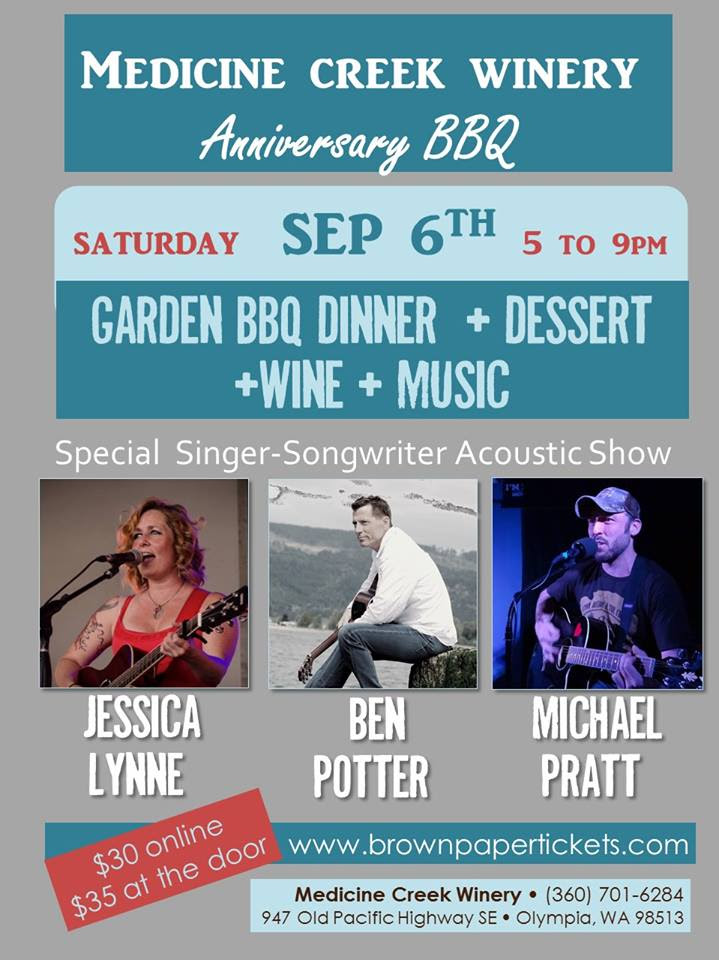 Medicine Creek Winery
Anniversary BBQ
SATURDAY SEP 6TH 5 TO 9PM
GARDEN BBQ DINNER + DESSERT
+WINE + MUSIC
Special Singer-Songwriter Acoustic Show
JESSICA LYNNE
BEN POTTER
MICHAEL PRATT
$30 online
$35 at the door
www.brownpapertickets.com
Medicine Creek Winery • (360) 701-6284
947 Old Pacific Highway SE • Olympia, WA 98513